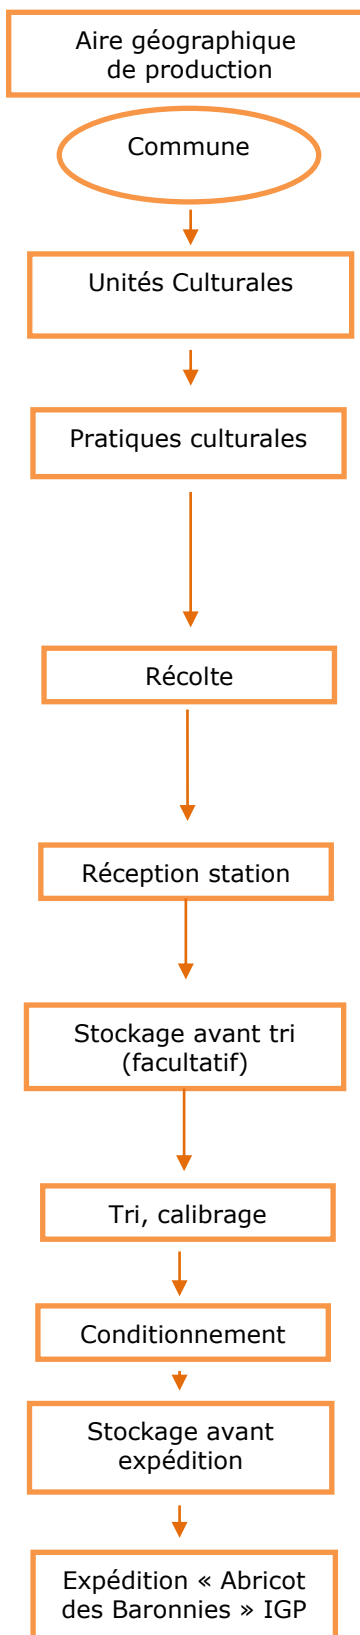 Aire géographique
de production
Commune
Unités Culturales
Pratiques culturales
Récolte
Réception station
Stockage avant tri
(facultatif)
Tri, calibrage
Conditionnement
Stockage avant
expédition
Expédition « Abricot
des Baronnies » IGP